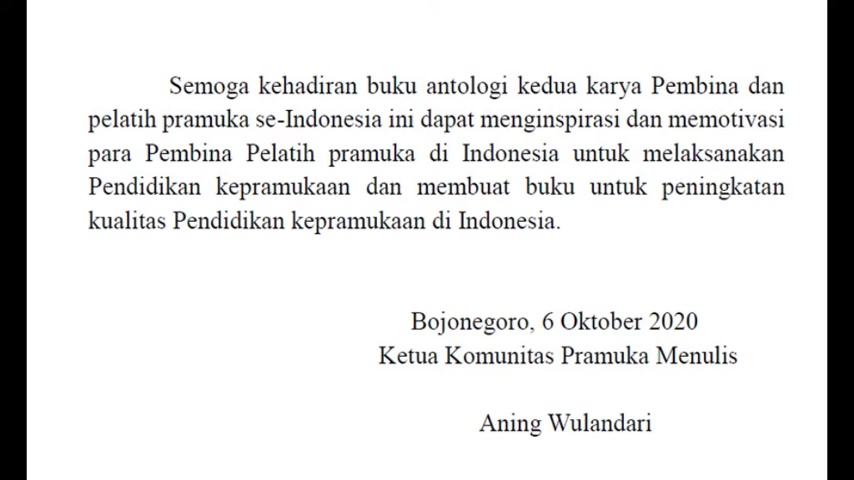 Semoga kehadiran buku antologi kedua karya Pembina dan
pelatih pramuka se-Indonesia ini dapat menginspirasi dan memotivasi
para Pembina Pelatih pramuka di Indonesia untuk melaksanakan
Pendidikan kepramukaan dan membuat buku untuk peningkatan
kualitas Pendidikan kepramukaan di Indonesia.
Bojonegoro, 6 Oktober 2020
Ketua Komunitas Pramuka Menulis
Aning Wulandari